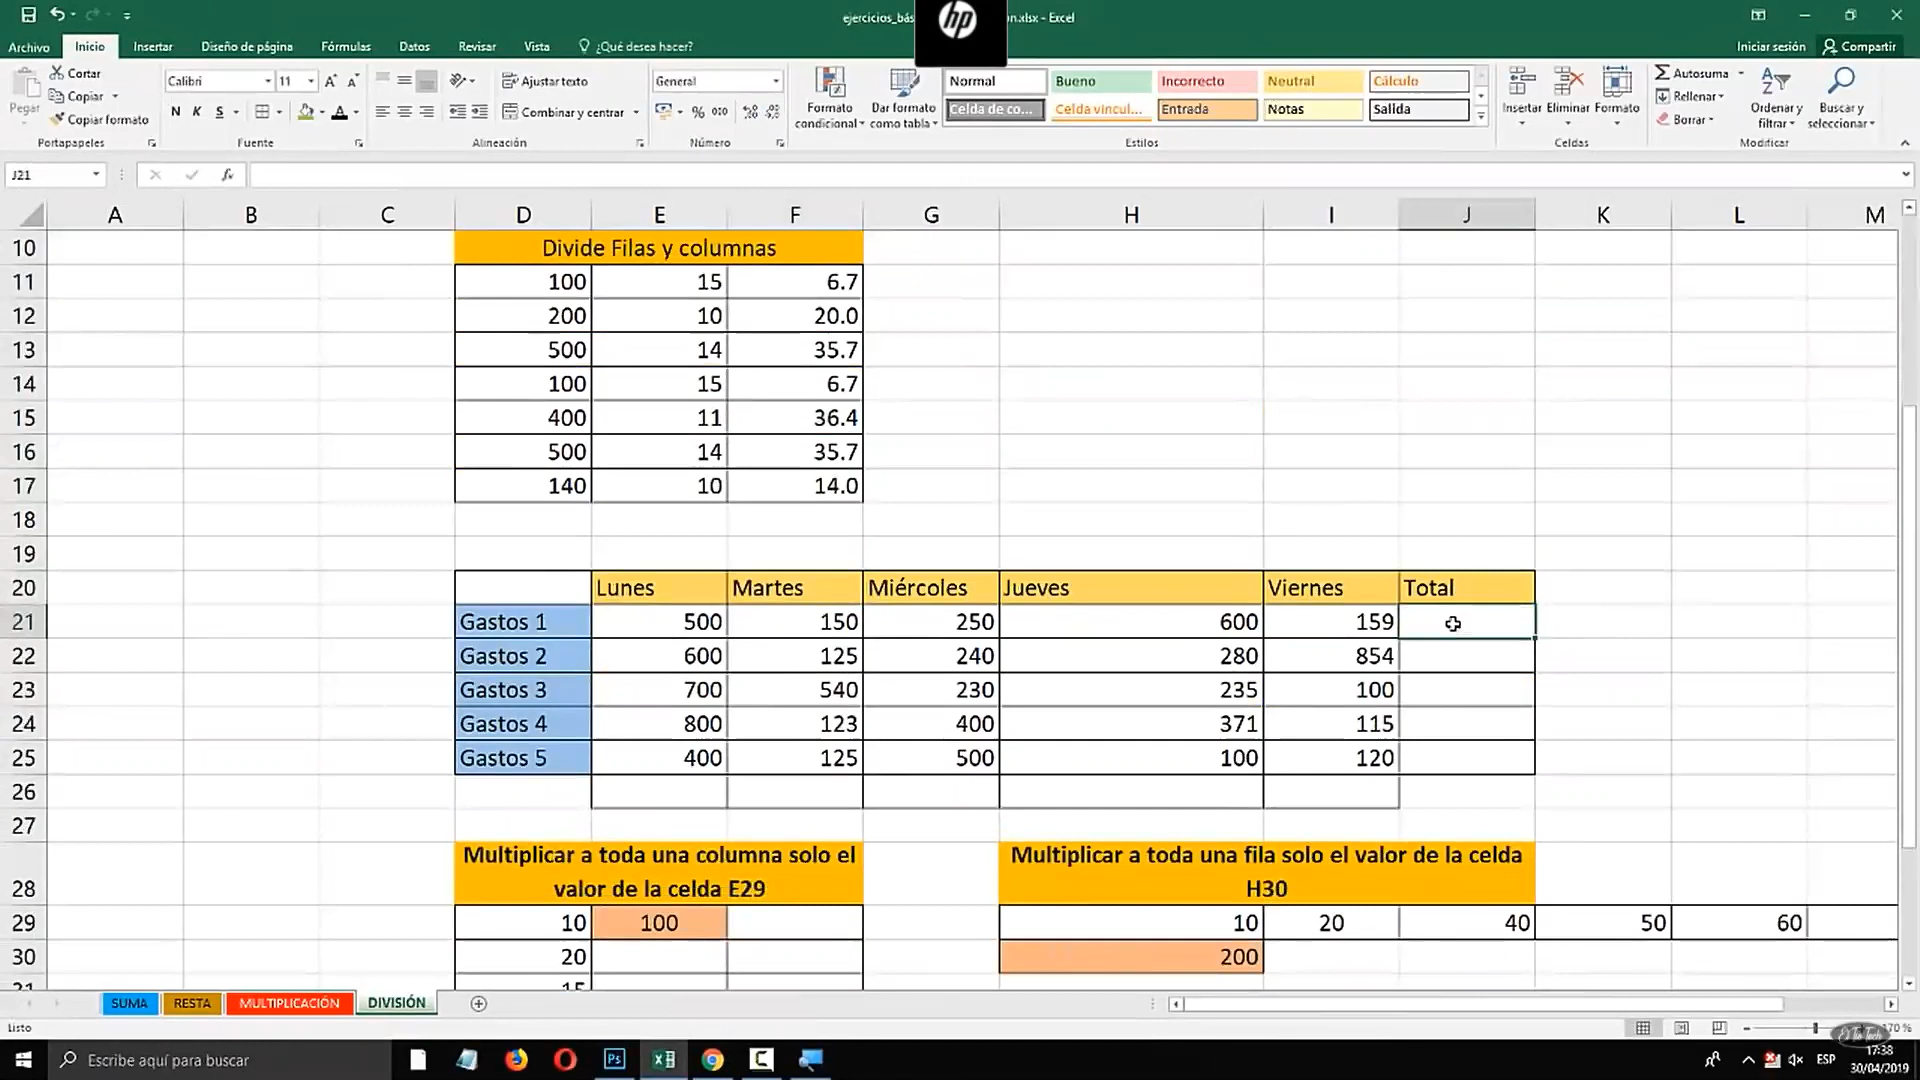 ejercicios_bás n.xlsx - Excel
hp
Archivo Inicio Insertar Diseño de página Fórmulas Datos Revisar Vista ¿Qué desea hacer? Iniciar sesión Compartir
Pegar Cortar Copiar Copiar formato
Portapapeles
Calibri 11
N K S
Fuente
Ajustar texto
Combinar y centrar
Alineación
General
% 000
Número
Formato condicional
Dar formato como tabla
Normal Bueno Incorrecto Neutral Cálculo
Celda de co... Celda vincul... Entrada Notas Salida
Estilos
Insertar Eliminar Formato
Celdas
Autosuma
Rellenar
Borrar
Ordenar y filtrar
Buscar y seleccionar
Modificar
J21 fx
A B C D E F G H I J K L M
10 Divide Filas y columnas
11 100 15 6.7
12 200 10 20.0
13 500 14 35.7
14 100 15 6.7
15 400 11 36.4
16 500 14 35.7
17 140 10 14.0
18
19
20 Lunes Martes Miércoles Jueves Viernes Total
21 Gastos 1 500 150 250 600 159
22 Gastos 2 600 125 240 280 854
23 Gastos 3 700 540 230 235 100
24 Gastos 4 800 123 400 371 115
25 Gastos 5 400 125 500 100 120
26
27
28 Multiplicar a toda una columna solo el valor de la celda E29 Multiplicar a toda una fila solo el valor de la celda H30
29 10 100 10 20 40 50 60
30 20 200
31 15
SUMA RESTA MULTIPLICACIÓN DIVISIÓN
Listo
170 %
Escribe aquí para buscar
Ps
ESP
17:38
30/04/2019